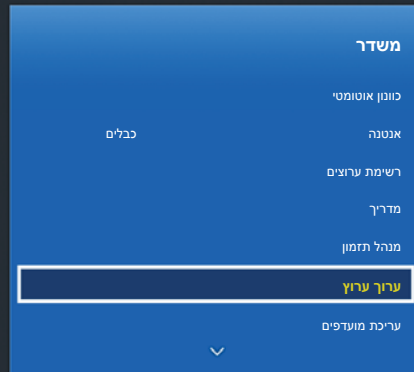 משדר
כוונון אוטומטי
אנטנה כבלים
רשימת ערוצים
מדריך
מנהל תזמון
ערוך ערוץ
עריכת מועדפים